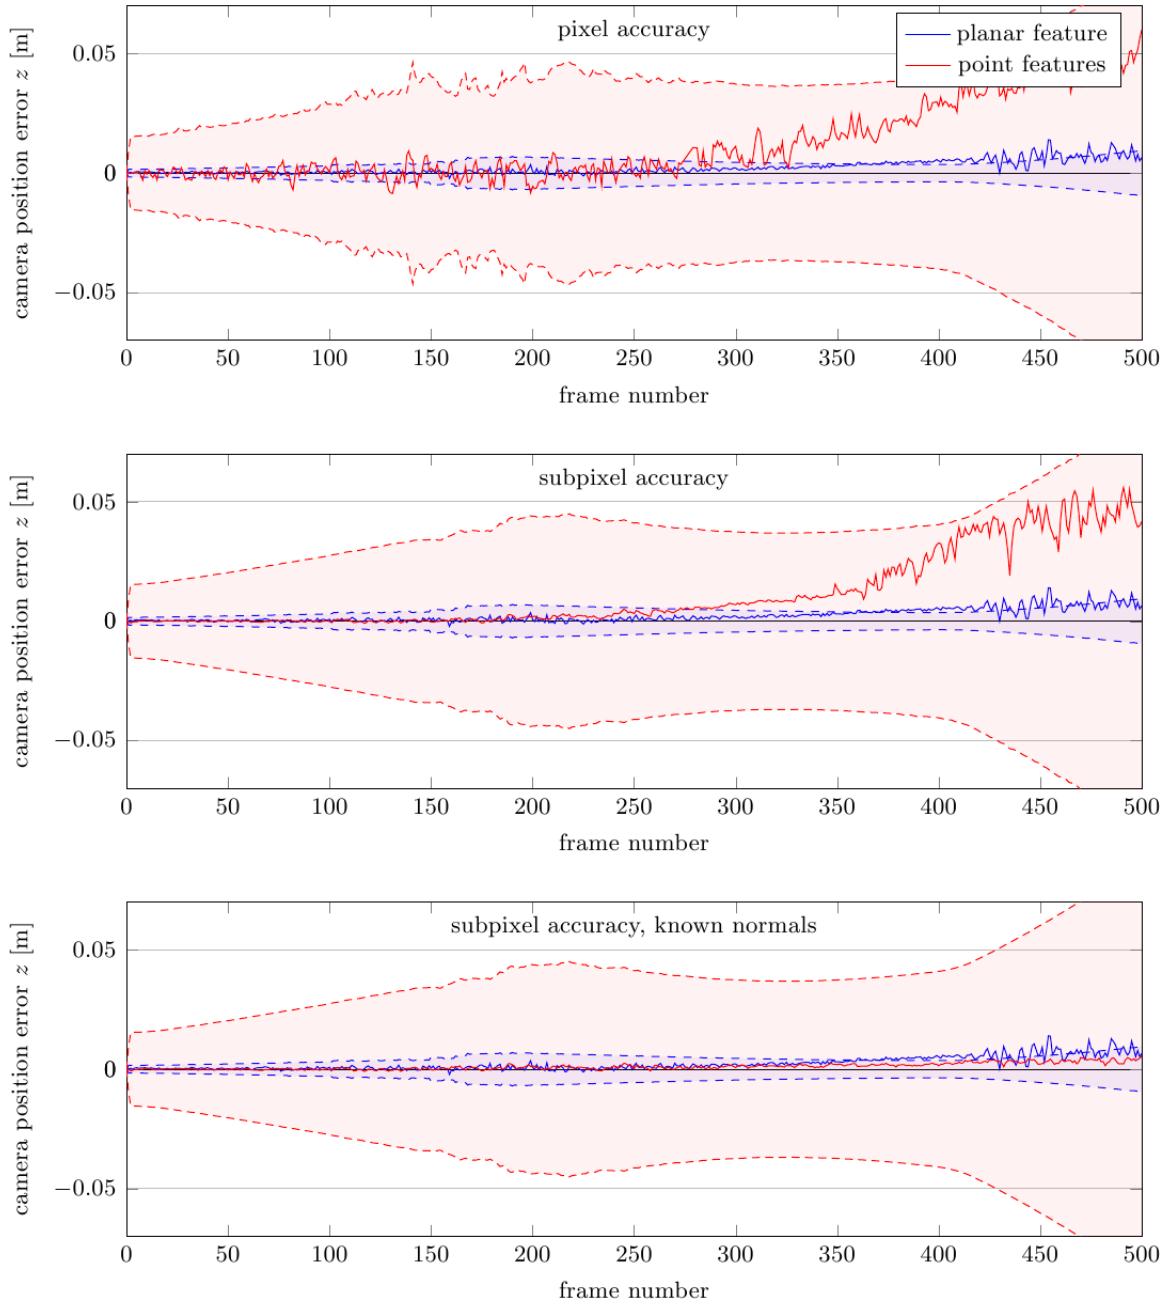 pixel accuracy
planar feature
point features
camera position error z [m]
0.05
0
−0.05
0 50 100 150 200 250 300 350 400 450 500
frame number
subpixel accuracy
camera position error z [m]
0.05
0
−0.05
0 50 100 150 200 250 300 350 400 450 500
frame number
subpixel accuracy, known normals
camera position error z [m]
0.05
0
−0.05
0 50 100 150 200 250 300 350 400 450 500
frame number